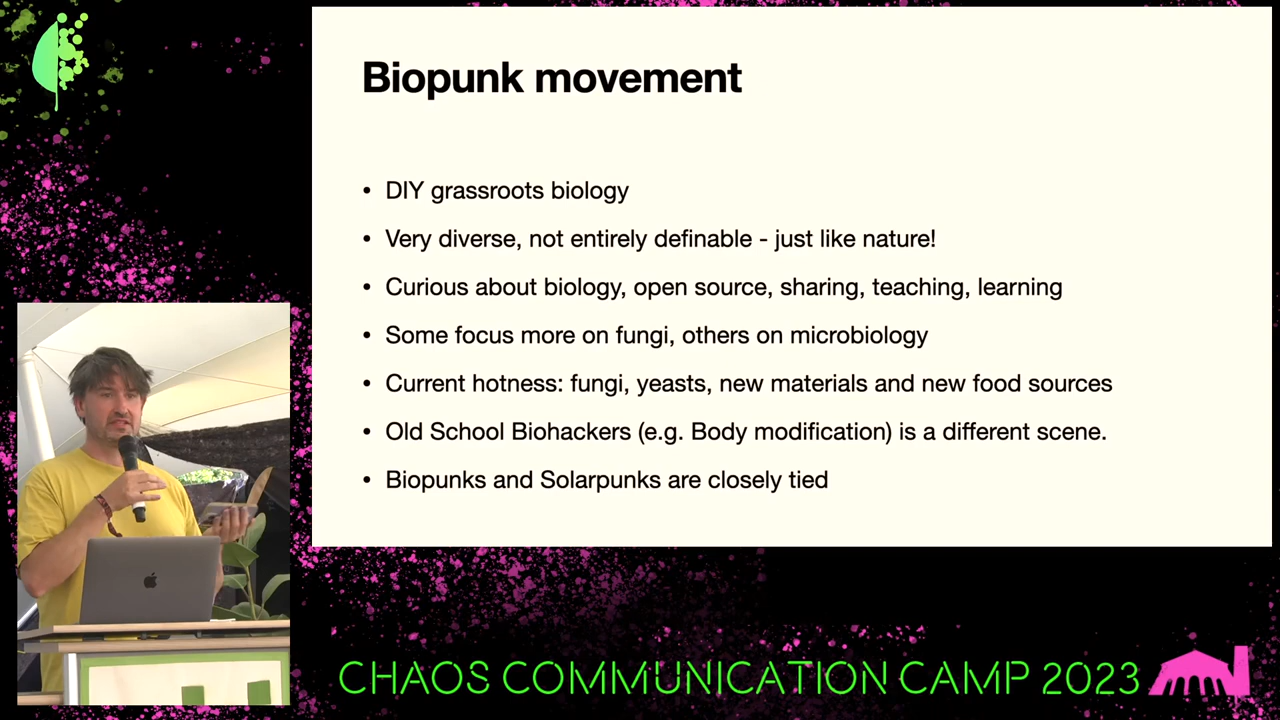 Biopunk movement
• DIY grassroots biology
• Very diverse, not entirely definable - just like nature!
• Curious about biology, open source, sharing, teaching, learning
• Some focus more on fungi, others on microbiology
• Current hotness: fungi, yeasts, new materials and new food sources
• Old School Biohackers (e.g. Body modification) is a different scene.
• Biopunks and Solarpunks are closely tied
CHAOS COMMUNICATION CAMP 2023